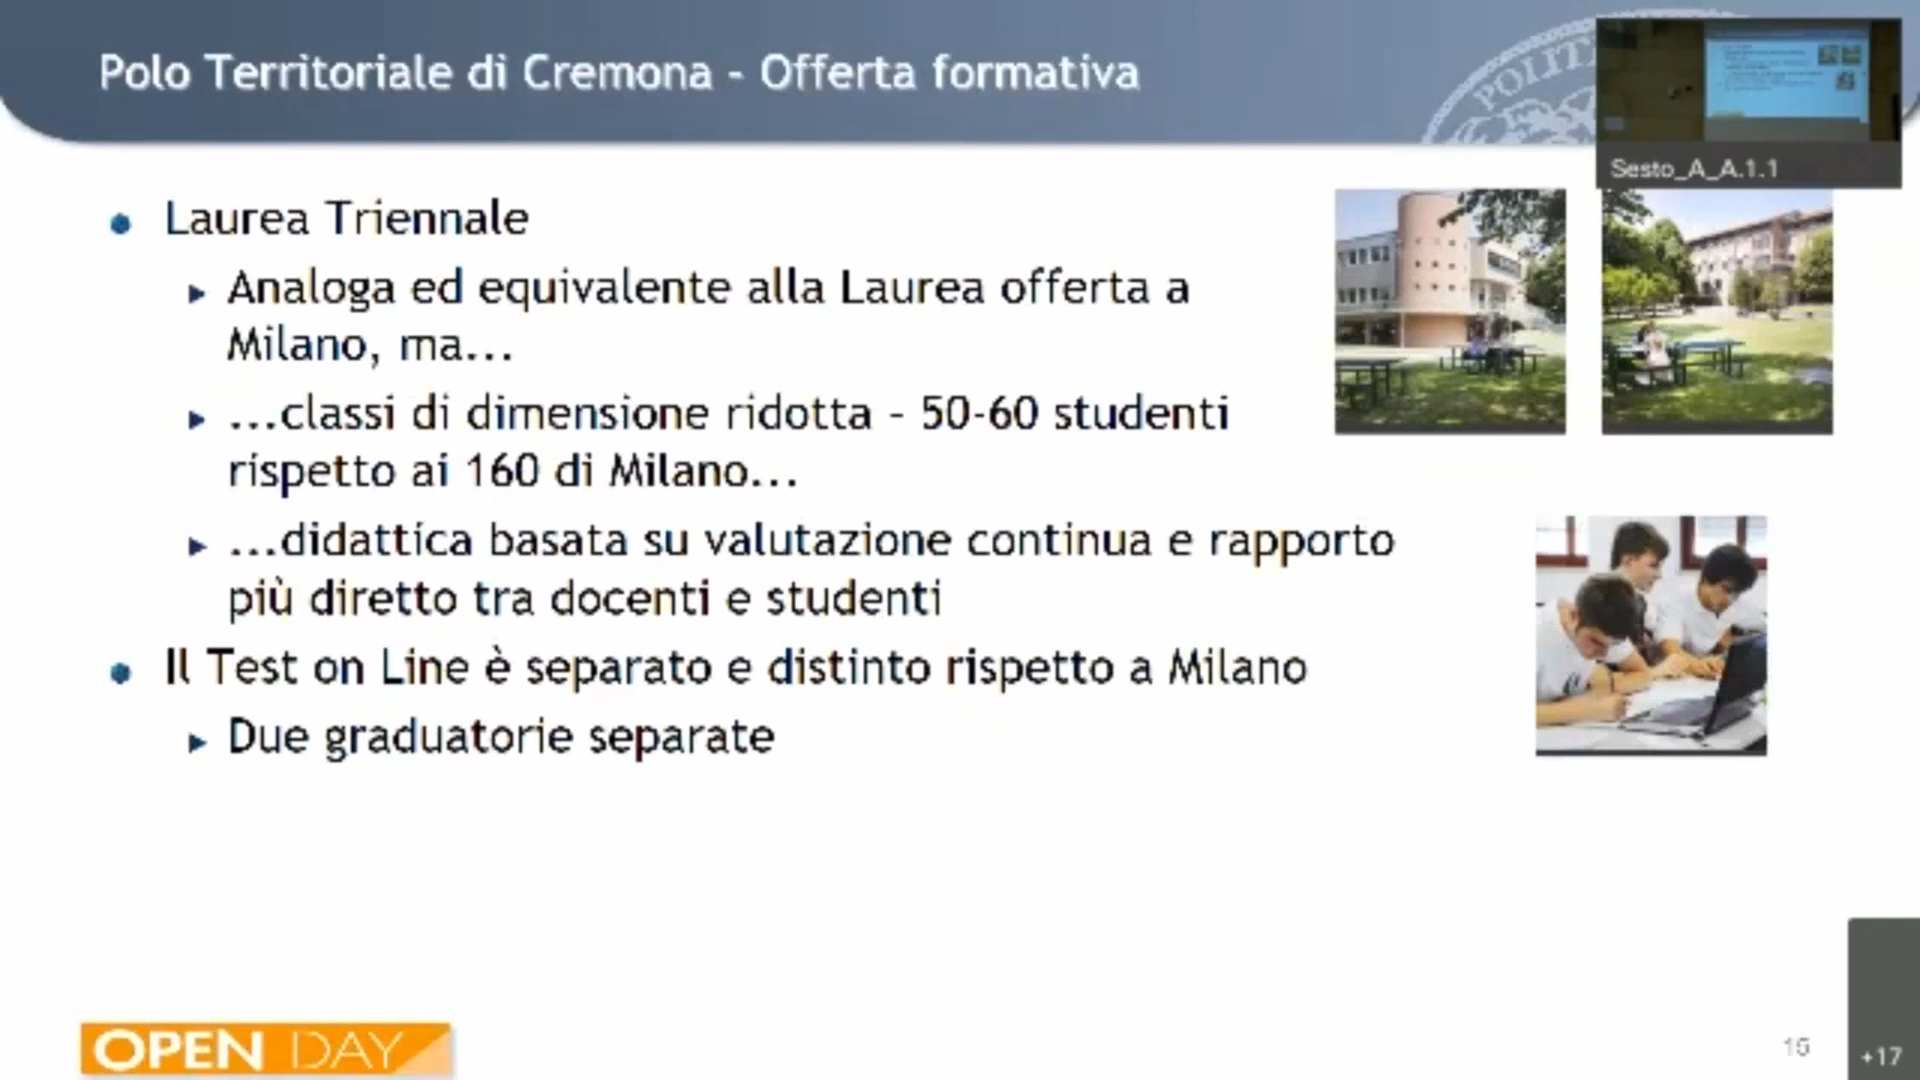 Polo Territoriale di Cremona - Offerta formativa
POLITE
Sesto_A_A.1.1
Laurea Triennale
Analoga ed equivalente alla Laurea offerta a
Milano, ma...
...classi di dimensione ridotta - 50-60 studenti
rispetto ai 160 di Milano...
...didattica basata su valutazione continua e rapporto
più diretto tra docenti e studenti
Il Test on Line è separato e distinto rispetto a Milano
Due graduatorie separate
OPEN DAY
15
+17